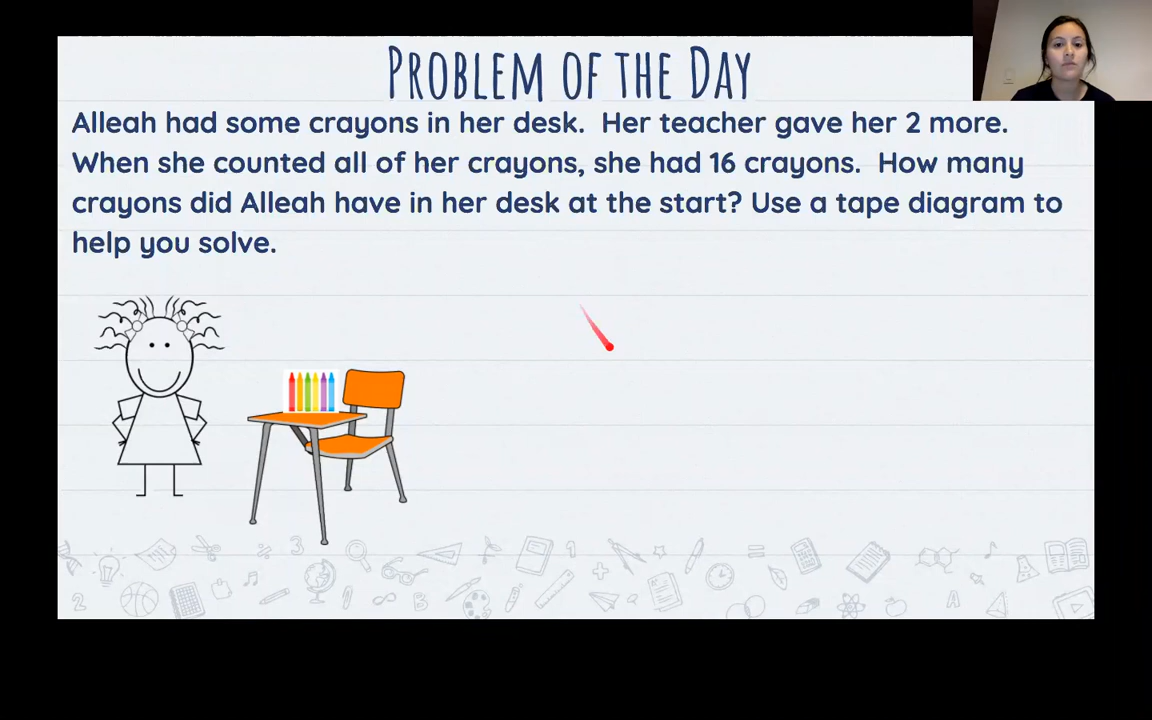 Problem of the Day
Alleah had some crayons in her desk. Her teacher gave her 2 more.
When she counted all of her crayons, she had 16 crayons. How many
crayons did Alleah have in her desk at the start? Use a tape diagram to
help you solve.